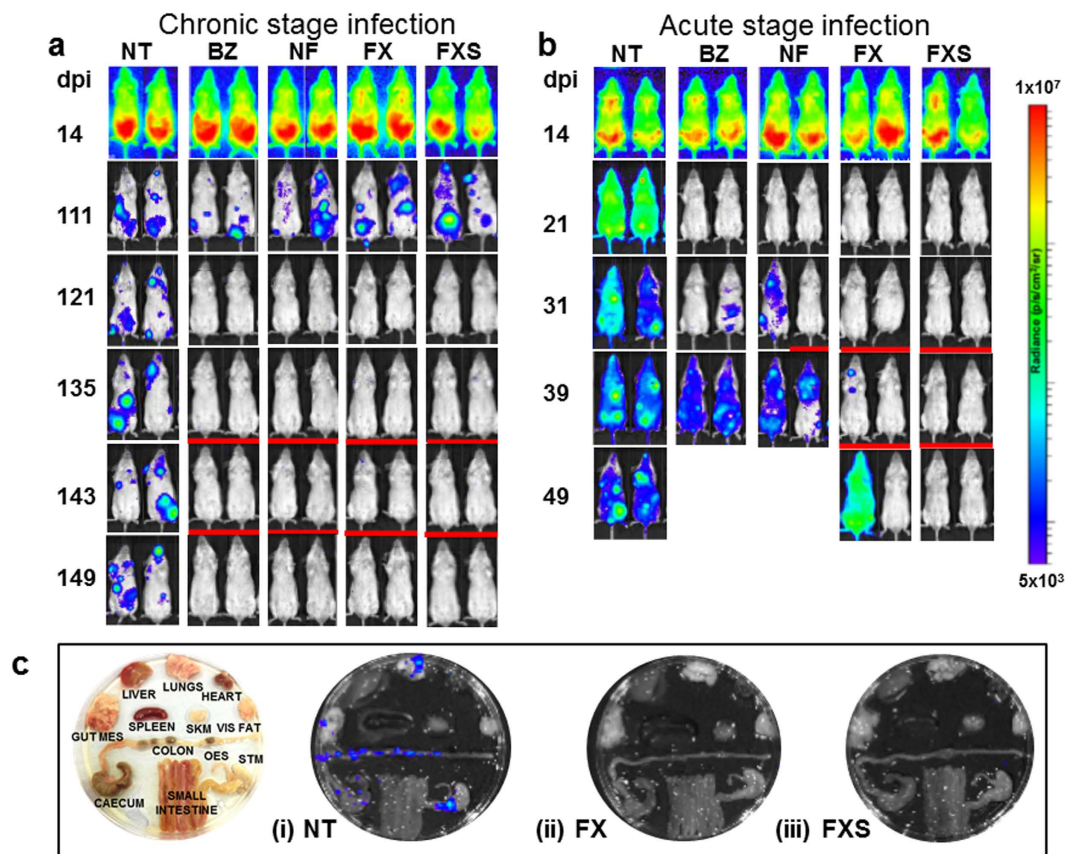 Chronic stage infection
a
NT BZ NF FX FXS
dpi
14
111
121
135
143
149
Acute stage infection
b
NT BZ NF FX FXS
dpi
14
21
31
39
49
1x10⁷
Radiance (p/s/cm²/sr)
5x10³
c
LIVER
LUNGS
HEART
SPLEEN
SKM
VIS FAT
GUT MES
COLON
OES
STM
CAECUM
SMALL
INTESTINE
(i) NT
(ii) FX
(iii) FXS